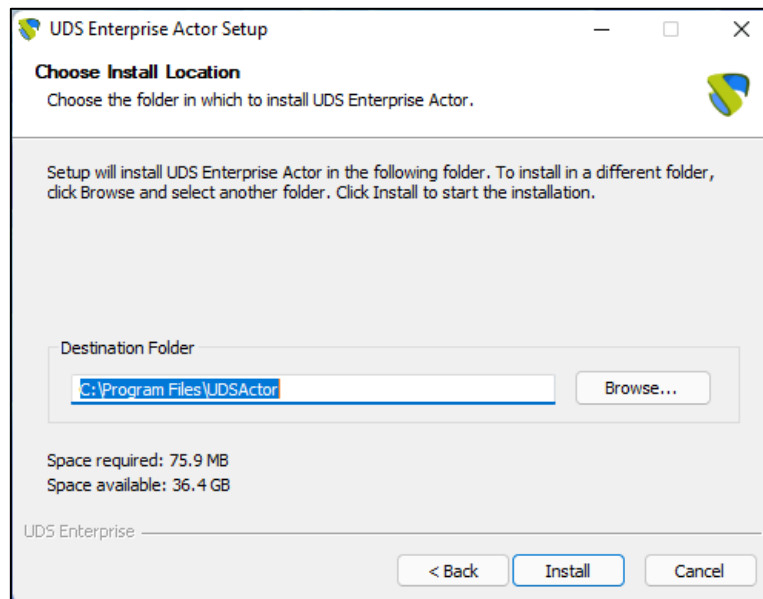 UDS Enterprise Actor Setup
Choose Install Location
Choose the folder in which to install UDS Enterprise Actor.
Setup will install UDS Enterprise Actor in the following folder. To install in a different folder,
click Browse and select another folder. Click Install to start the installation.
Destination Folder
C:\Program Files\UDSActor
Browse...
Space required: 75.9 MB
Space available: 36.4 GB
UDS Enterprise
< Back
Install
Cancel